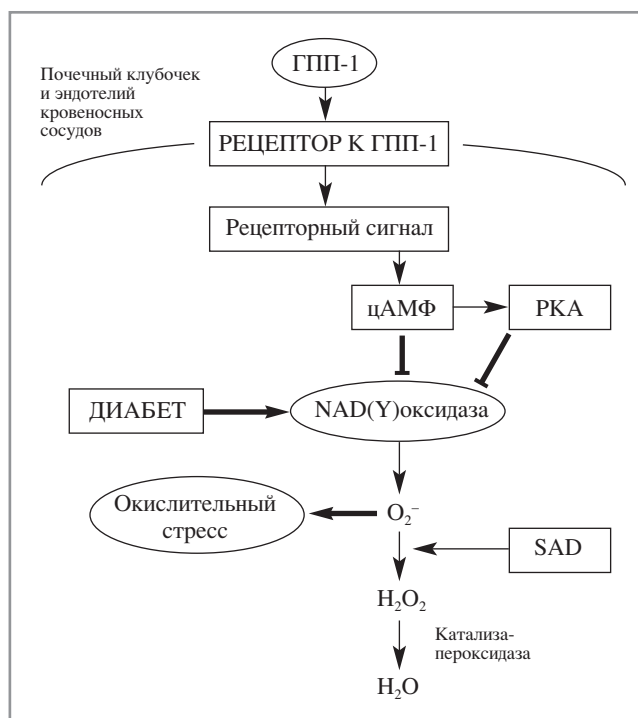 ГПП-1
Почечный клубочек
и эндотелий
кровеносных
сосудов
РЕЦЕПТОР К ГПП-1
Рецепторный сигнал
цАМФ
PKA
ДИАБЕТ
NAD(Y)оксидаза
Окислительный
стресс
O₂⁻
SAD
H₂O₂
Катализа-
пероксидаза
H₂O